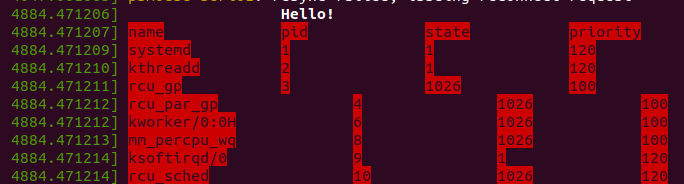 4884.471206] Hello!
4884.471207] name pid state priority
4884.471209] systemd 1 1 120
4884.471210] kthreadd 2 1 120
4884.471211] rcu_gp 3 1026 100
4884.471212] rcu_par_gp 4 1026 100
4884.471212] kworker/0:0H 6 1026 100
4884.471213] mm_percpu_wq 8 1026 100
4884.471214] ksoftirqd/0 9 1 120
4884.471214] rcu_sched 10 1026 120